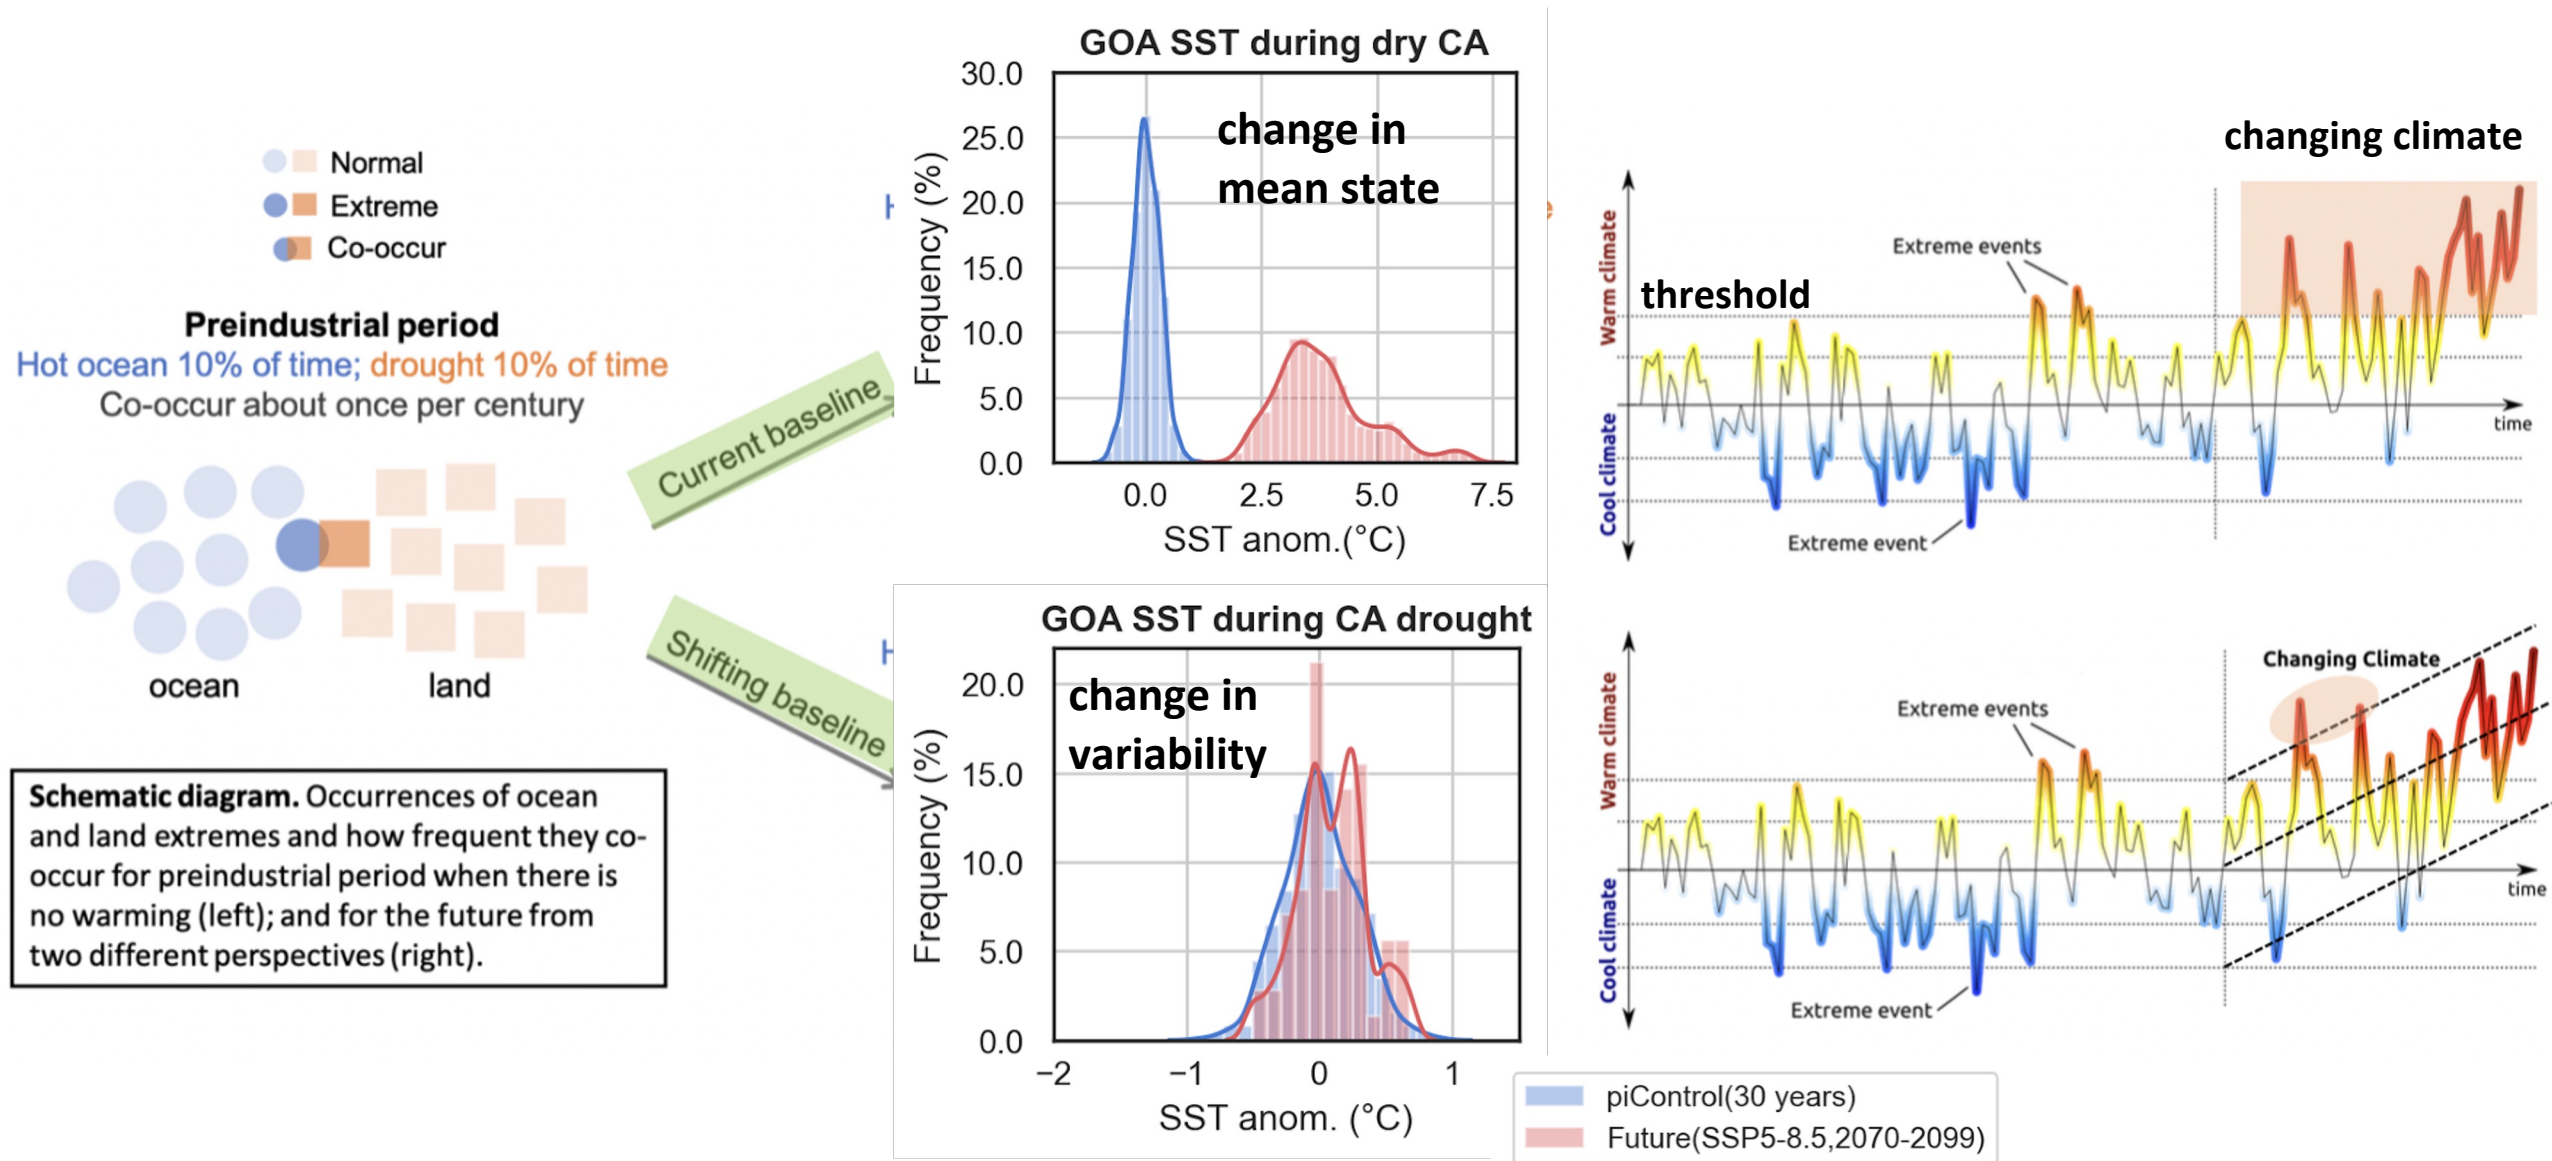 Normal
Extreme
Co-occur
Preindustrial period
Hot ocean 10% of time; drought 10% of time
Co-occur about once per century
ocean
land
Schematic diagram. Occurrences of ocean
and land extremes and how frequent they co-
occur for preindustrial period when there is
no warming (left); and for the future from
two different perspectives (right).
Current baseline
Shifting baseline
GOA SST during dry CA
change in
mean state
Frequency (%)
30.0
25.0
20.0
15.0
10.0
5.0
0.0
0.0 2.5 5.0 7.5
SST anom.(°C)
GOA SST during CA drought
change in
variability
Frequency (%)
20.0
15.0
10.0
5.0
0.0
−2 −1 0 1
SST anom. (°C)
piControl(30 years)
Future(SSP5-8.5,2070-2099)
changing climate
threshold
Extreme events
Warm climate
Cool climate
time
Extreme event
Changing Climate
Extreme events
Warm climate
Cool climate
time
Extreme event